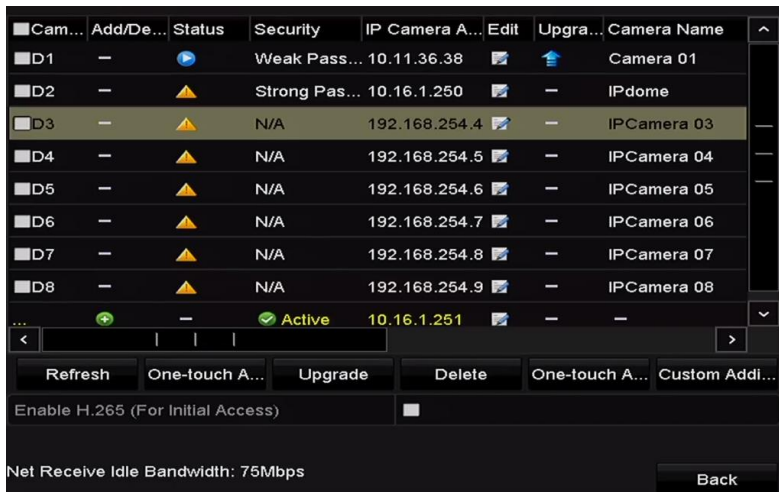 Cam... Add/De... Status Security IP Camera A... Edit Upgra... Camera Name
D1 – Weak Pass... 10.11.36.38 Camera 01
D2 – Strong Pas... 10.16.1.250 – IPdome
D3 – N/A 192.168.254.4 – IPCamera 03
D4 – N/A 192.168.254.5 – IPCamera 04
D5 – N/A 192.168.254.6 – IPCamera 05
D6 – N/A 192.168.254.7 – IPCamera 06
D7 – N/A 192.168.254.8 – IPCamera 07
D8 – N/A 192.168.254.9 – IPCamera 08
... – Active 10.16.1.251 – –
Refresh One-touch A... Upgrade Delete One-touch A... Custom Addi...
Enable H.265 (For Initial Access)
Net Receive Idle Bandwidth: 75Mbps
Back